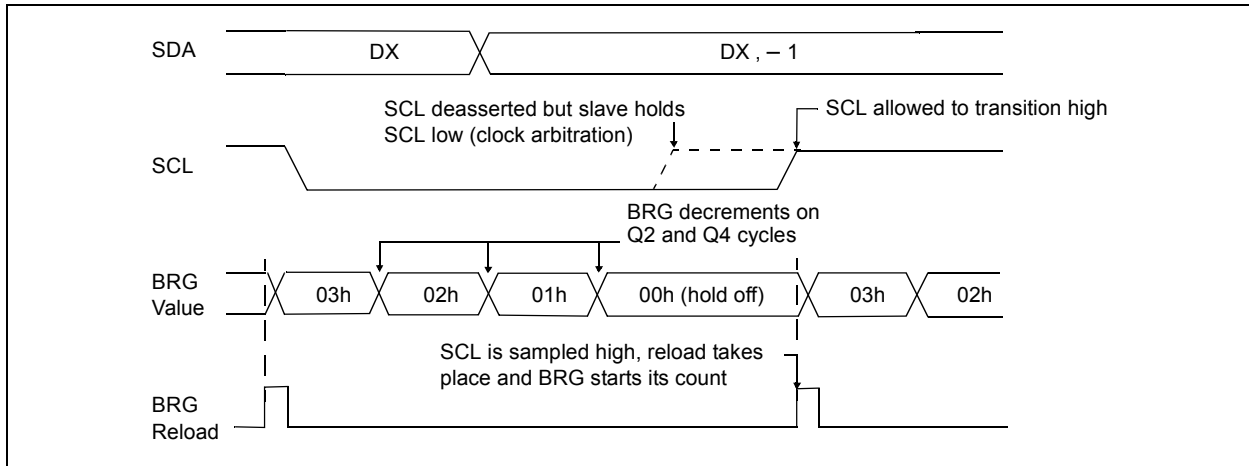 SDA
DX
DX , – 1
SCL deasserted but slave holds
SCL low (clock arbitration)
SCL allowed to transition high
SCL
BRG decrements on
Q2 and Q4 cycles
BRG
Value
03h
02h
01h
00h (hold off)
03h
02h
SCL is sampled high, reload takes
place and BRG starts its count
BRG
Reload